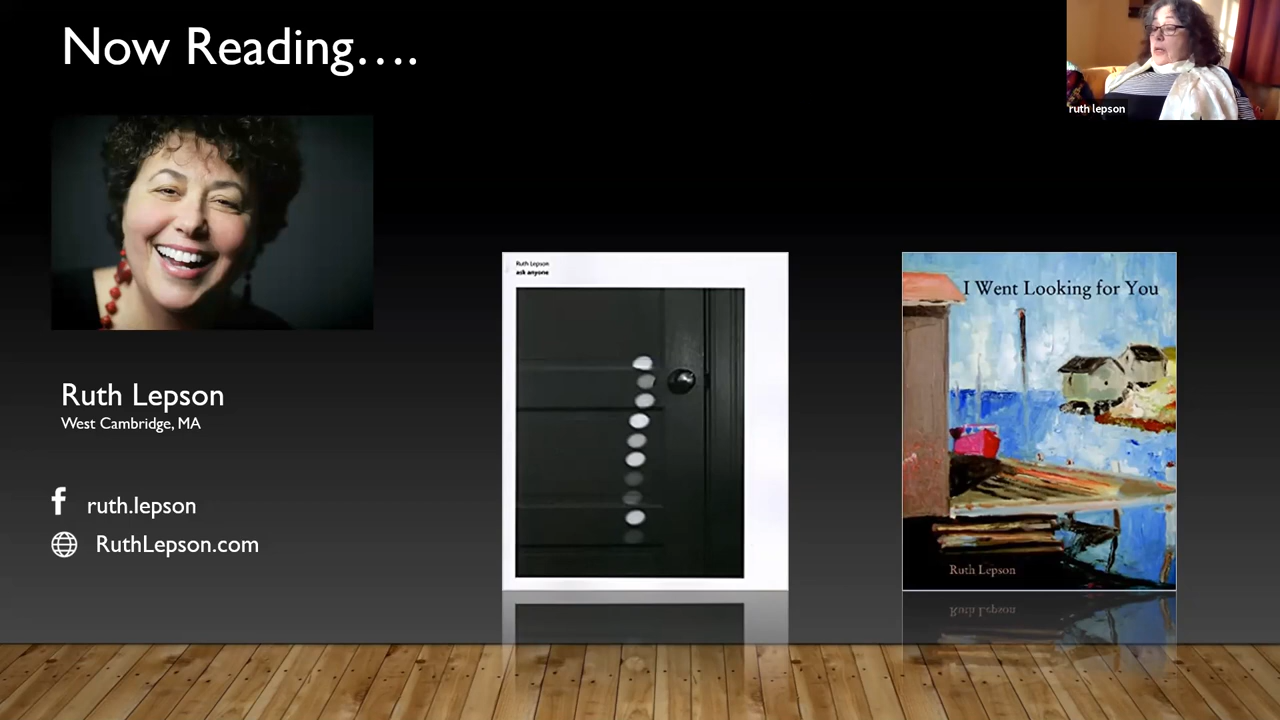 Now Reading....
ruth lepson
Ruth Lepson
ask anyone
I Went Looking for You
Ruth Lepson
Ruth Lepson
West Cambridge, MA
f ruth.lepson
RuthLepson.com